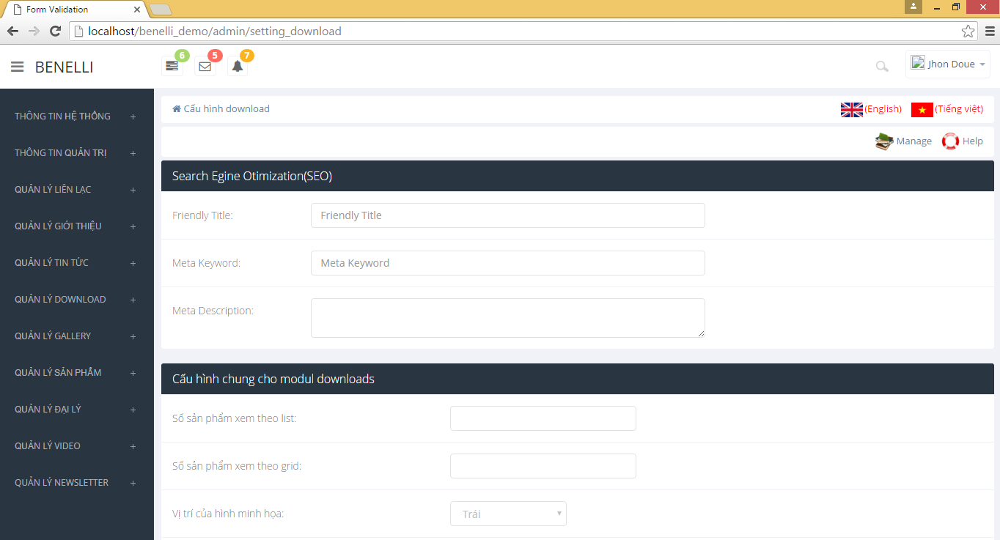 Form Validation
localhost/benelli_demo/admin/setting_download
BENELLI
6
5
7
Jhon Doue
THÔNG TIN HỆ THỐNG +
THÔNG TIN QUẢN TRỊ +
QUẢN LÝ LIÊN LẠC +
QUẢN LÝ GIỚI THIỆU +
QUẢN LÝ TIN TỨC +
QUẢN LÝ DOWNLOAD +
QUẢN LÝ GALLERY +
QUẢN LÝ SẢN PHẨM +
QUẢN LÝ ĐẠI LÝ +
QUẢN LÝ VIDEO +
QUẢN LÝ NEWSLETTER +
Cấu hình download
(English) (Tiếng việt)
Manage Help
Search Egine Otimization(SEO)
Friendly Title: Friendly Title
Meta Keyword: Meta Keyword
Meta Description:
Cấu hình chung cho modul downloads
Số sản phẩm xem theo list:
Số sản phẩm xem theo grid:
Vị trí của hình minh họa: Trái